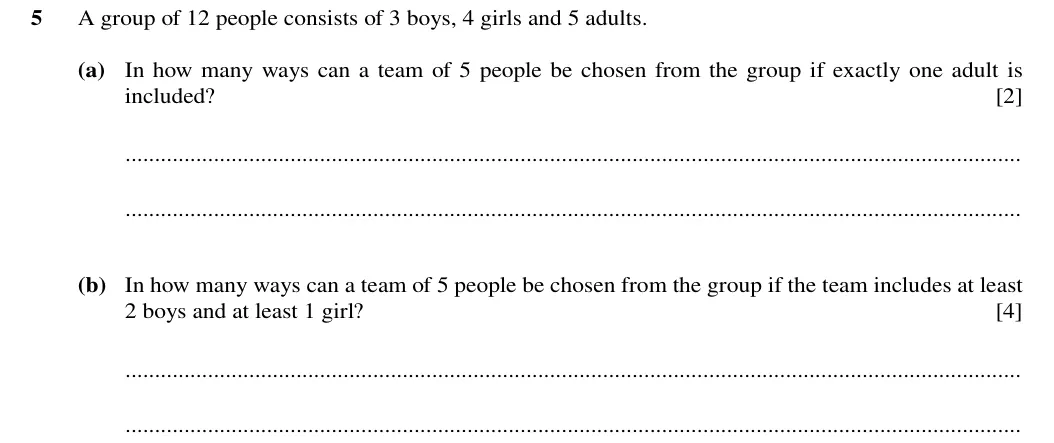 5 A group of 12 people consists of 3 boys, 4 girls and 5 adults.
(a) In how many ways can a team of 5 people be chosen from the group if exactly one adult is
included? [2]
(b) In how many ways can a team of 5 people be chosen from the group if the team includes at least
2 boys and at least 1 girl? [4]